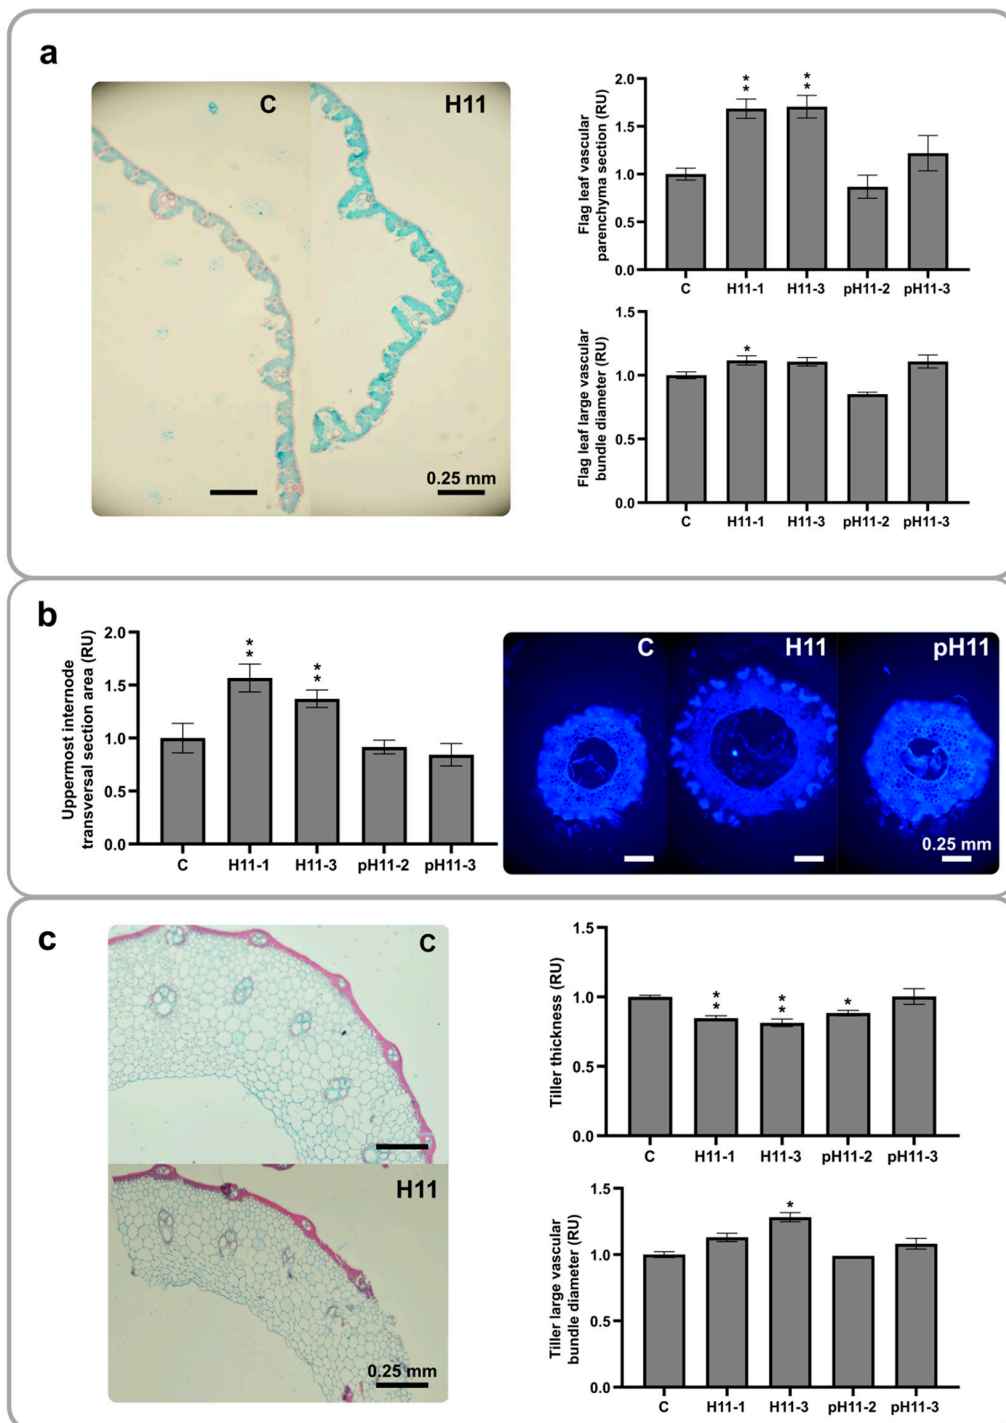 a
C
H11
0.25 mm
Flag leaf vascular
parenchyma section (RU)
2.0
1.5
1.0
0.5
0.0
**
**
C
H11-1
H11-3
pH11-2
pH11-3
Flag leaf large vascular
bundle diameter (RU)
1.5
1.0
0.5
0.0
*
C
H11-1
H11-3
pH11-2
pH11-3
b
Uppermost internode
transversal section area (RU)
2.0
1.5
1.0
0.5
0.0
**
**
C
H11-1
H11-3
pH11-2
pH11-3
C
H11
pH11
0.25 mm
c
C
H11
0.25 mm
Tiller thickness (RU)
1.5
1.0
0.5
0.0
**
**
*
C
H11-1
H11-3
pH11-2
pH11-3
Tiller large vascular
bundle diameter (RU)
1.5
1.0
0.5
0.0
*
C
H11-1
H11-3
pH11-2
pH11-3